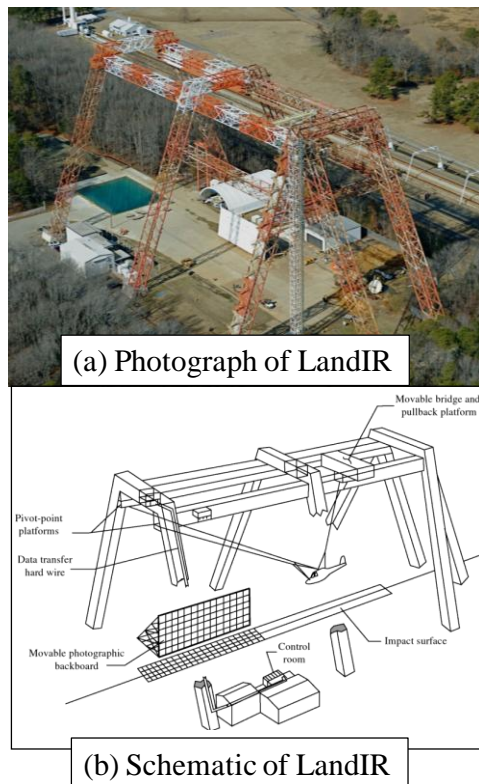 (a) Photograph of LandIR
Movable bridge and
pullback platform
Pivot-point
platforms
Data transfer
hard wire
Movable photographic
backboard
Control
room
Impact surface
(b) Schematic of LandIR